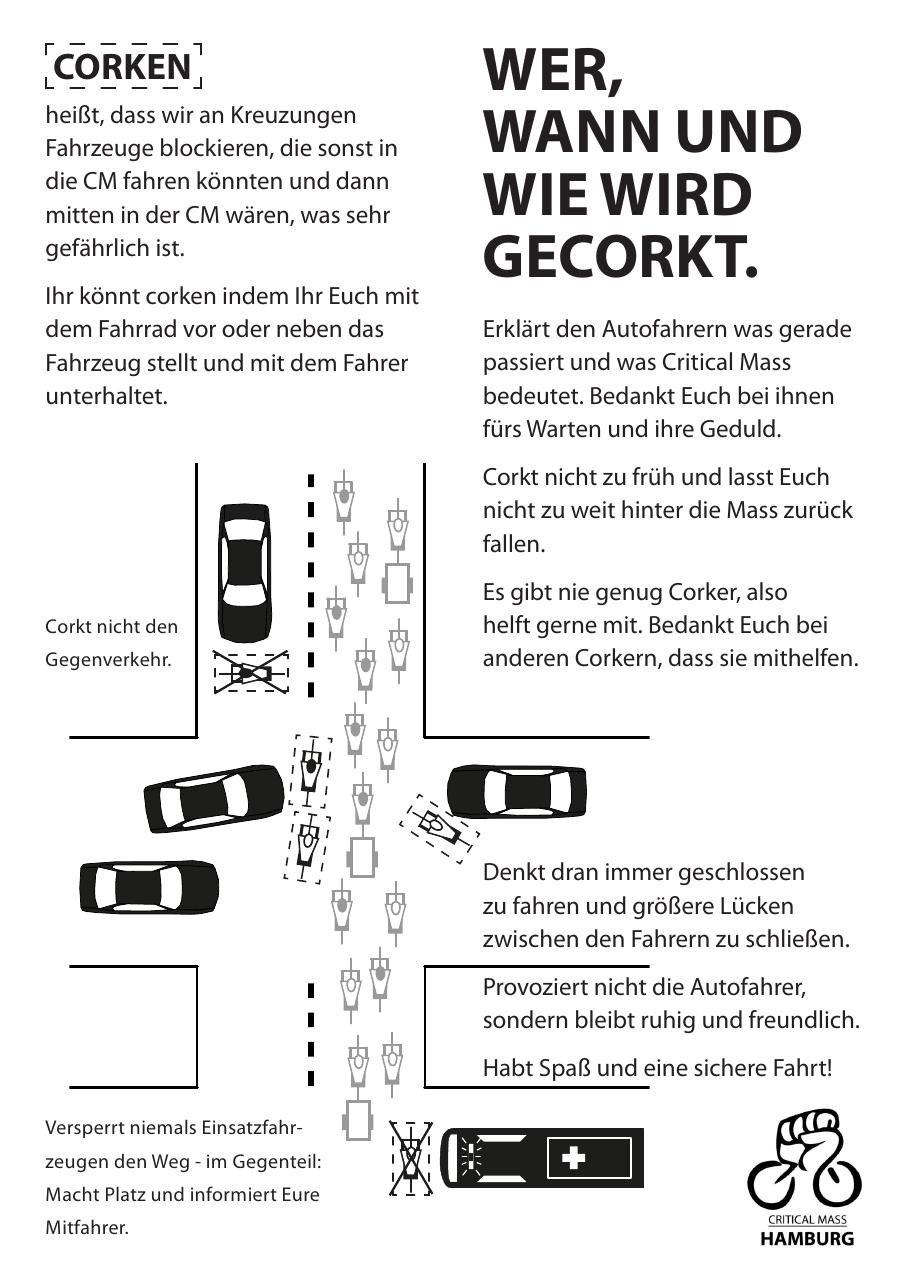 CORKEN
heißt, dass wir an Kreuzungen
Fahrzeuge blockieren, die sonst in
die CM fahren könnten und dann
mitten in der CM wären, was sehr
gefährlich ist.
Ihr könnt corken indem Ihr Euch mit
dem Fahrrad vor oder neben das
Fahrzeug stellt und mit dem Fahrer
unterhaltet.
Corkt nicht den
Gegenverkehr.
Versperrt niemals Einsatzfahr-
zeugen den Weg - im Gegenteil:
Macht Platz und informiert Eure
Mitfahrer.
WER,
WANN UND
WIE WIRD
GECORKT.
Erklärt den Autofahrern was gerade
passiert und was Critical Mass
bedeutet. Bedankt Euch bei ihnen
fürs Warten und ihre Geduld.
Corkt nicht zu früh und lasst Euch
nicht zu weit hinter die Mass zurück
fallen.
Es gibt nie genug Corker, also
helft gerne mit. Bedankt Euch bei
anderen Corkern, dass sie mithelfen.
Denkt dran immer geschlossen
zu fahren und größere Lücken
zwischen den Fahrern zu schließen.
Provoziert nicht die Autofahrer,
sondern bleibt ruhig und freundlich.
Habt Spaß und eine sichere Fahrt!
CRITICAL MASS
HAMBURG